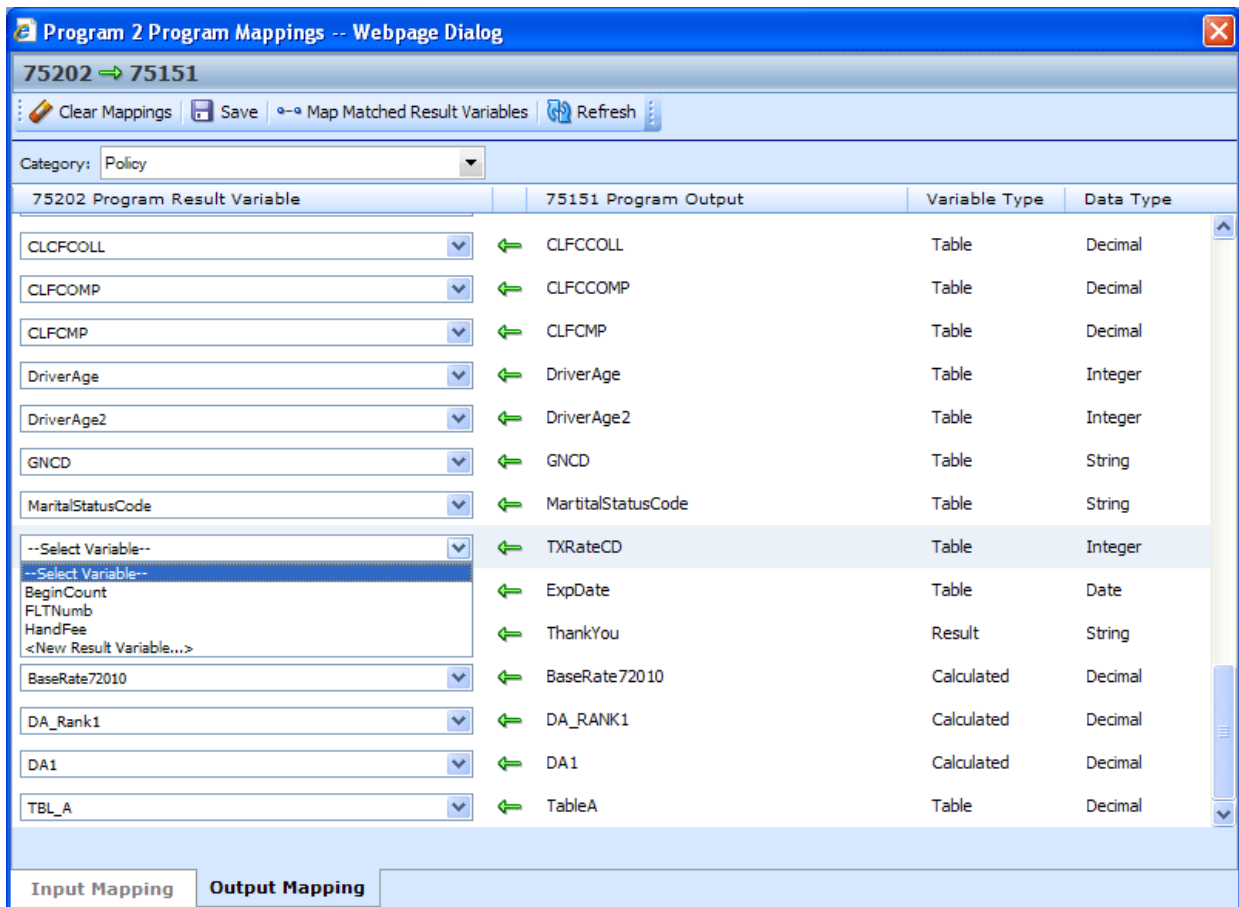 Program 2 Program Mappings -- Webpage Dialog
75202 ⇒ 75151
Clear Mappings Save Map Matched Result Variables Refresh
Category: Policy
75202 Program Result Variable 75151 Program Output Variable Type Data Type
CLCFCOLL CLFCCOLL Table Decimal
CLFCOMP CLFCCOMP Table Decimal
CLFCMP CLFCMP Table Decimal
DriverAge DriverAge Table Integer
DriverAge2 DriverAge2 Table Integer
GNCD GNCD Table String
MaritalStatusCode MartitalStatusCode Table String
--Select Variable-- TXRateCD Table Integer
--Select Variable--
BeginCount ExpDate Table Date
FLTNumb
HandFee ThankYou Result String
<New Result Variable...>
BaseRate72010 BaseRate72010 Calculated Decimal
DA_Rank1 DA_RANK1 Calculated Decimal
DA1 DA1 Calculated Decimal
TBL_A TableA Table Decimal
Input Mapping Output Mapping